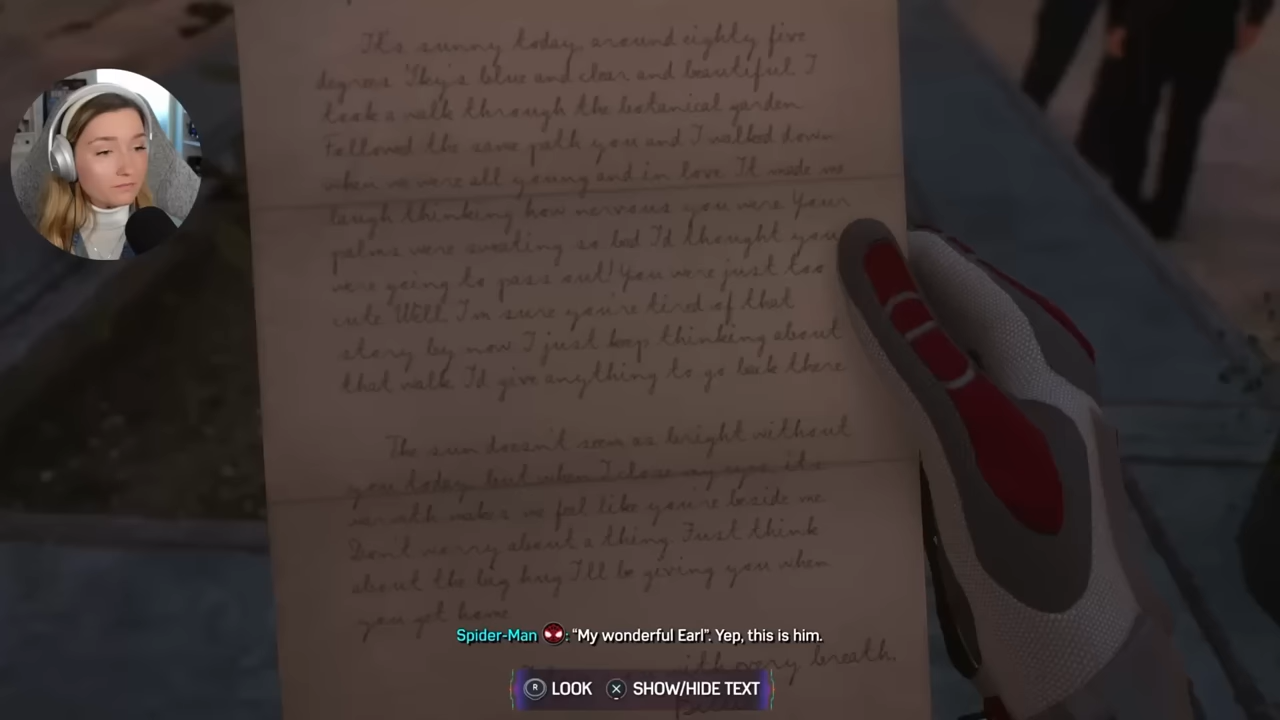 It's sunny today, around eighty five
degrees. Sky's blue and clear and beautiful. I
took a walk through the botanical garden
Followed the same path you and I walked down
when we were all young and in love. It made me
laugh thinking how nervous you were Your
palms were sweating so bad I'd thought you
were going to pass out! You were just too
cute. Well, I'm sure you're tired of that
story by now. I just keep thinking about
that walk. I'd give anything to go back there
The sun doesn't seem as bright without
you today, but when I close my eyes, it's
warmth makes me feel like you're beside me
Don't worry about a thing. Just think
about the big hug I'll be giving you when
you get home
Spider-Man : “My wonderful Earl”. Yep, this is him.
every breath,
R LOOK X SHOW/HIDE TEXT